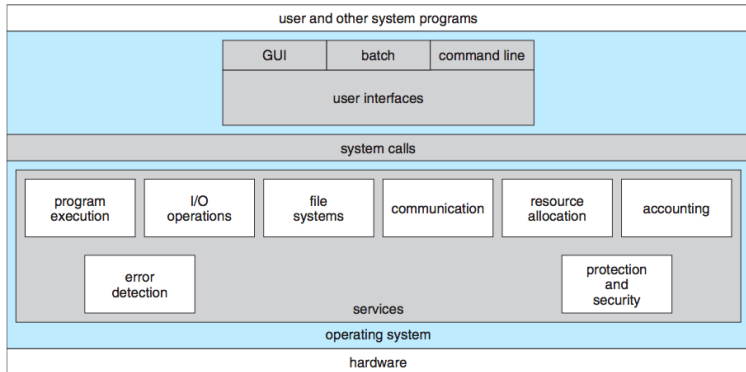 user and other system programs
GUI
batch
command line
user interfaces
system calls
program
execution
I/O
operations
file
systems
communication
resource
allocation
accounting
error
detection
protection
and
security
services
operating system
hardware